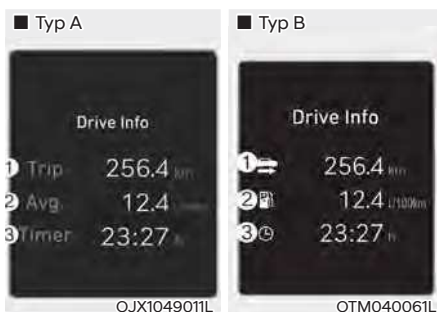 ■ Typ A
Drive Info
① Trip 256.4 km
② Avg. 12.4
③ Timer 23:27 h
OJX1049011L
■ Typ B
Drive Info
① 256.4 km
② 12.4 L/100km
③ 23:27 h
OTM040061L